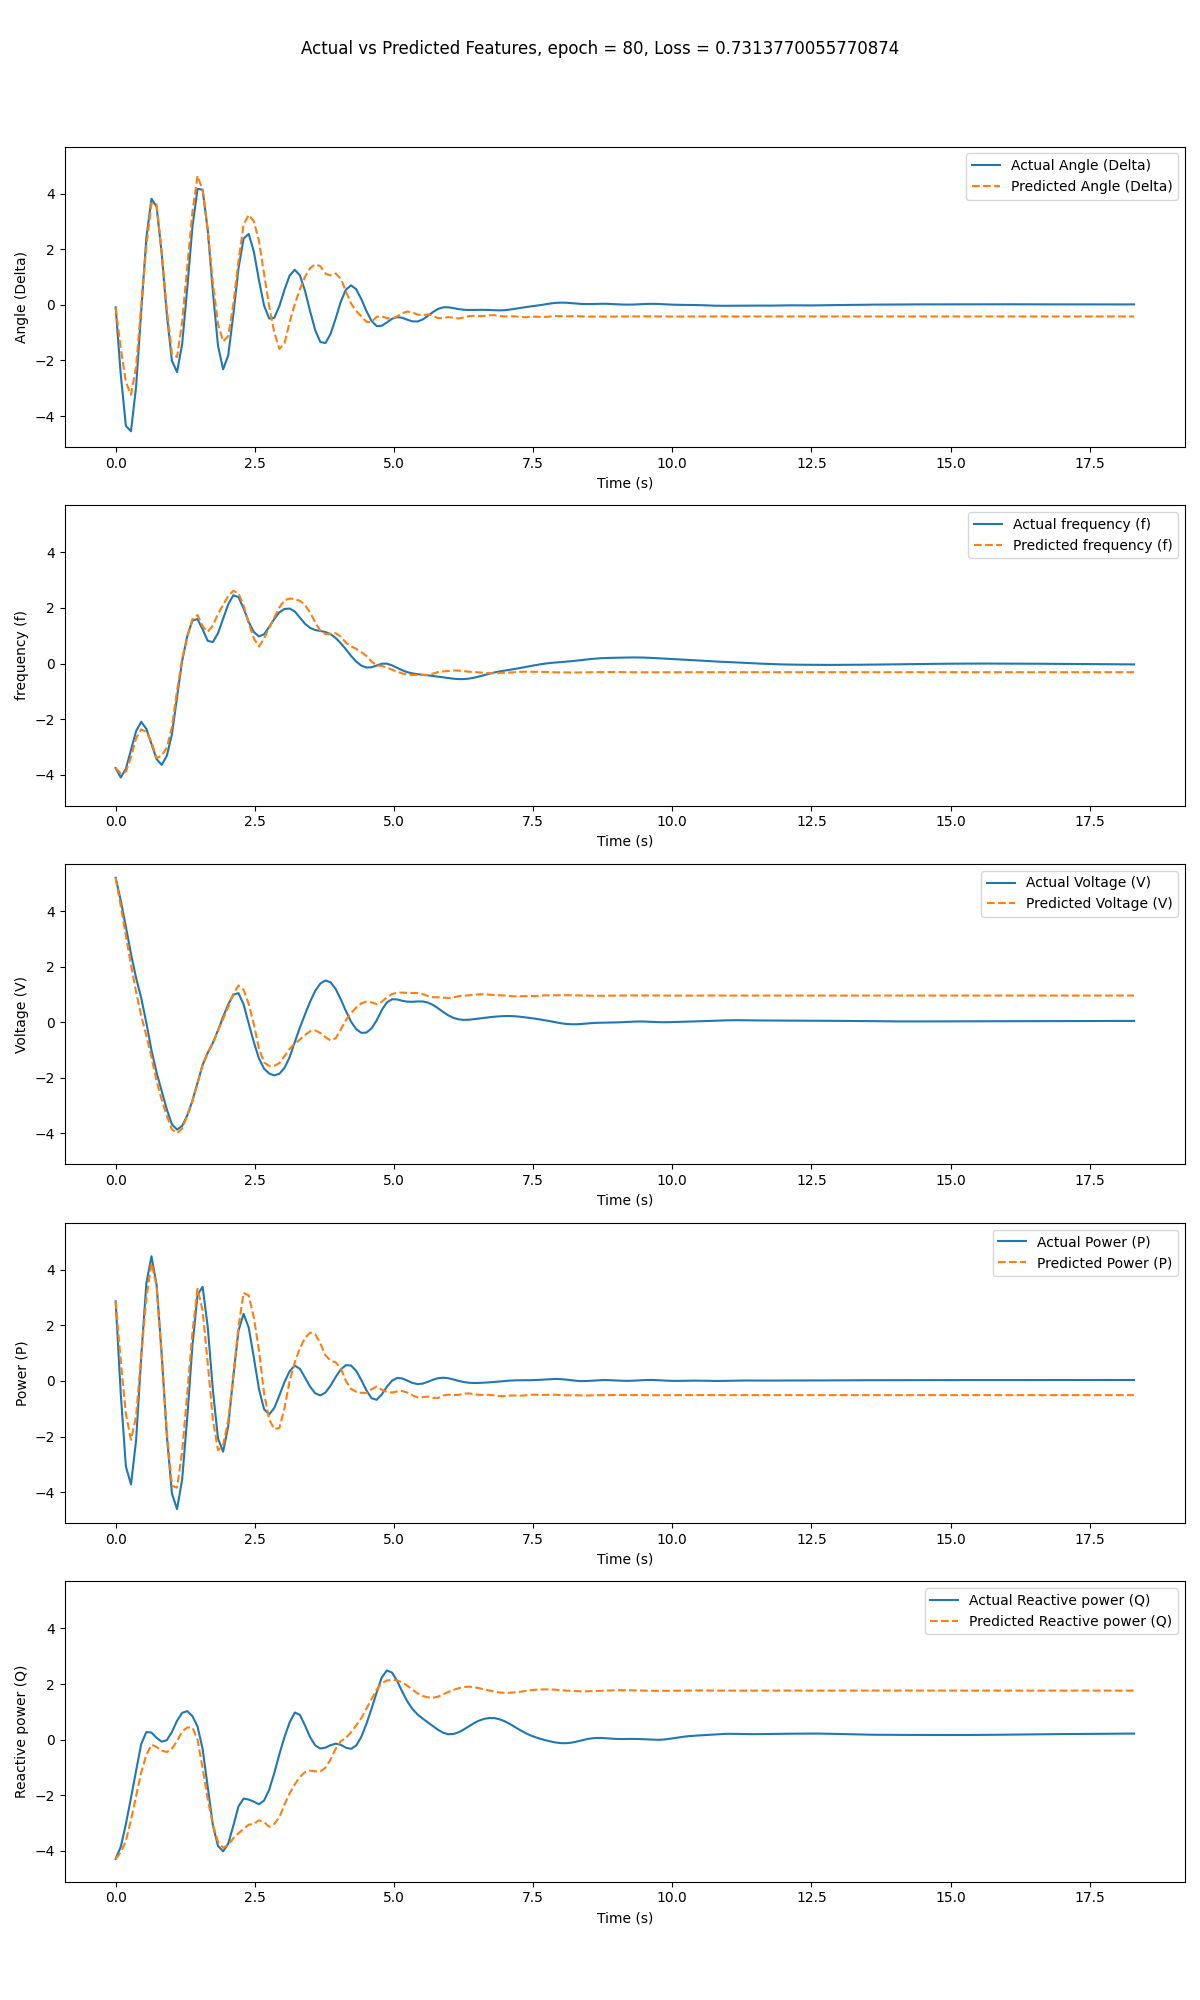 Actual vs Predicted Features, epoch = 80, Loss = 0.7313770055770874
Actual Angle (Delta)
Predicted Angle (Delta)
Angle (Delta)
4
2
0
−2
−4
0.0 2.5 5.0 7.5 10.0 12.5 15.0 17.5
Time (s)
Actual frequency (f)
Predicted frequency (f)
frequency (f)
4
2
0
−2
−4
0.0 2.5 5.0 7.5 10.0 12.5 15.0 17.5
Time (s)
Actual Voltage (V)
Predicted Voltage (V)
Voltage (V)
4
2
0
−2
−4
0.0 2.5 5.0 7.5 10.0 12.5 15.0 17.5
Time (s)
Actual Power (P)
Predicted Power (P)
Power (P)
4
2
0
−2
−4
0.0 2.5 5.0 7.5 10.0 12.5 15.0 17.5
Time (s)
Actual Reactive power (Q)
Predicted Reactive power (Q)
Reactive power (Q)
4
2
0
−2
−4
0.0 2.5 5.0 7.5 10.0 12.5 15.0 17.5
Time (s)